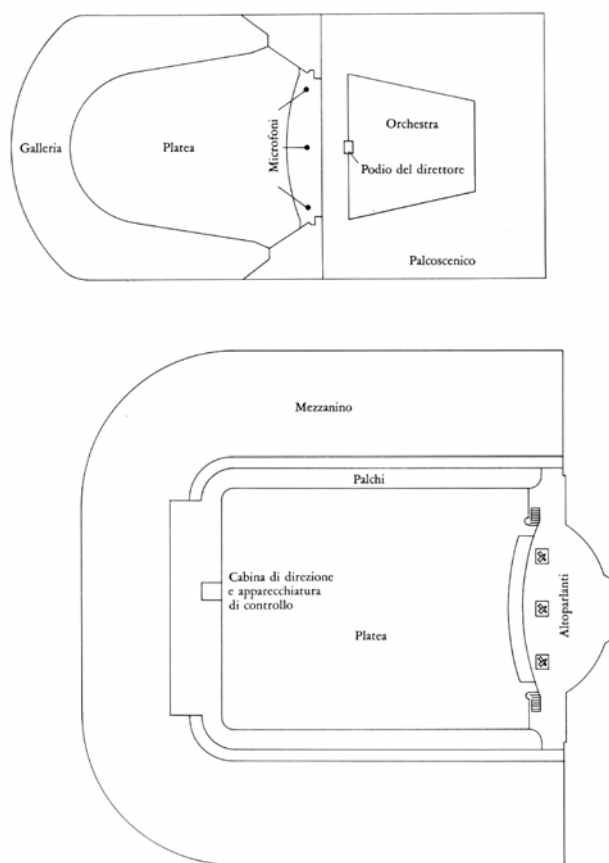 Galleria
Platea
Microfoni
Orchestra
Podio del direttore
Palcoscenico
Mezzanino
Palchi
Cabina di direzione
e apparecchiatura
di controllo
Platea
Altoparlanti